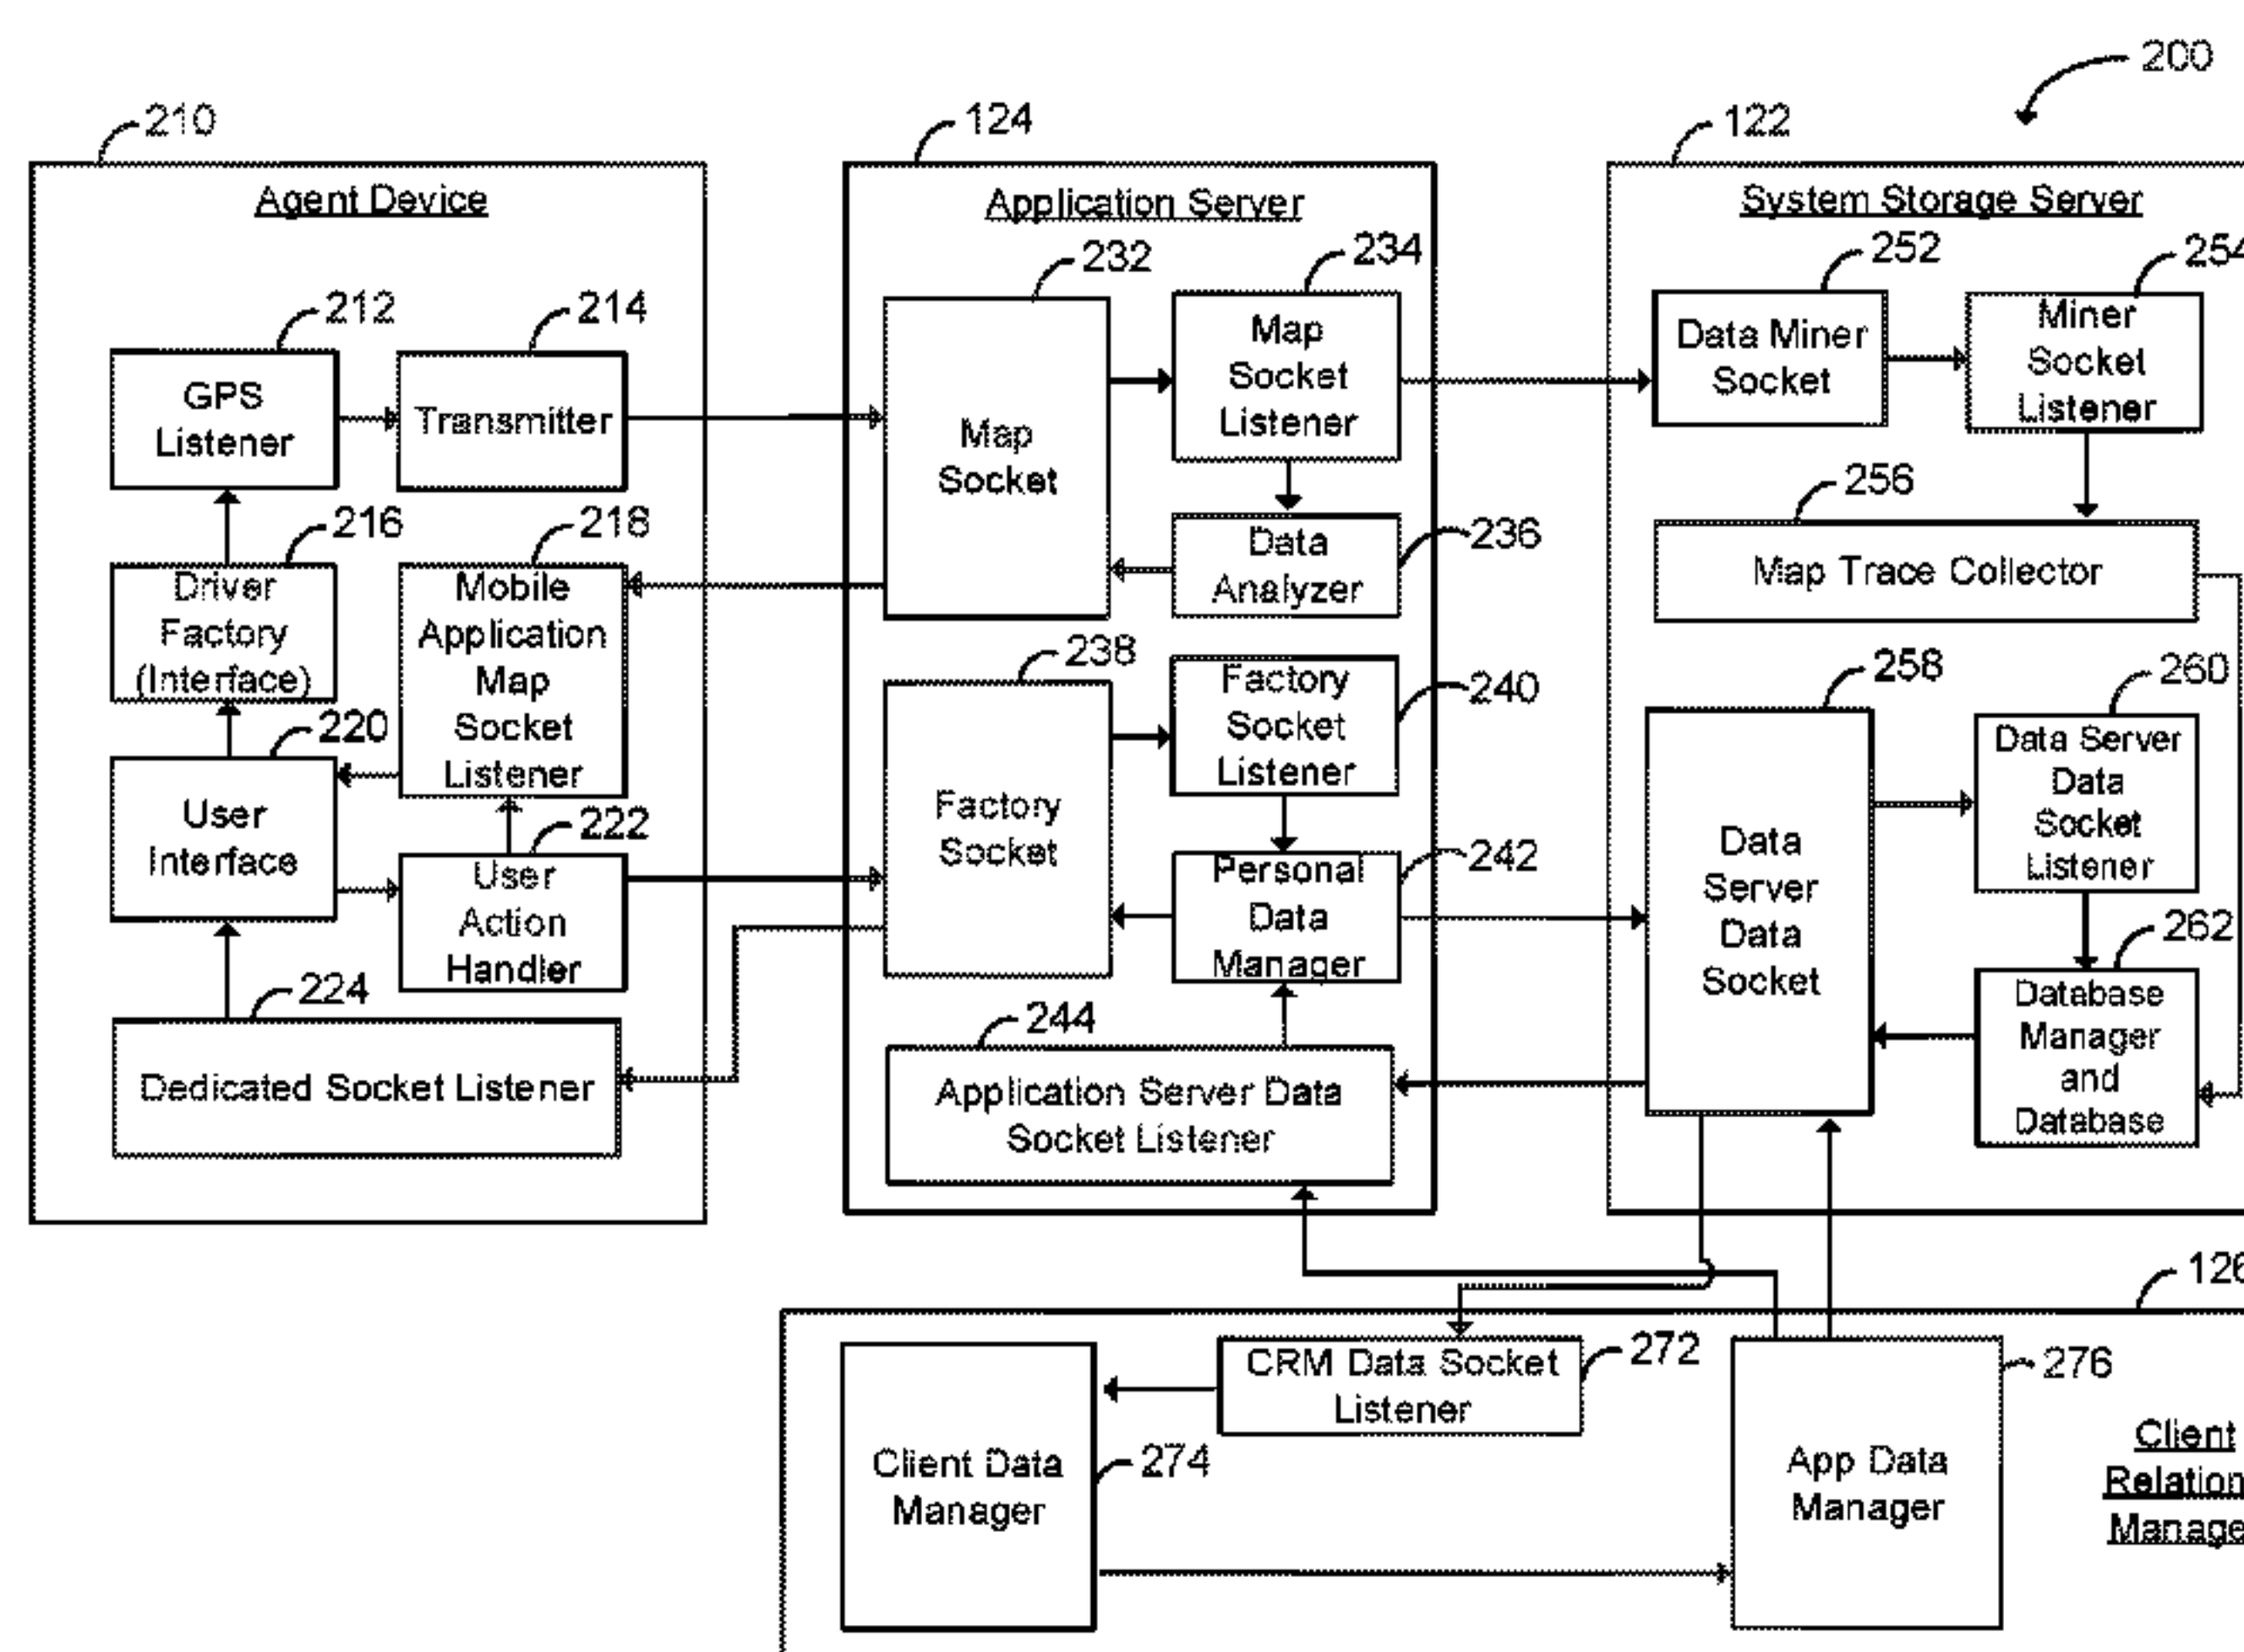 200
210
124
122
Agent Device
Application Server
System Storage Server
232
234
252
254
212
214
GPS
Listener
Transmitter
Map
Socket
Map
Socket
Listener
Data Miner
Socket
Miner
Socket
Listener
256
216
218
236
Driver
Factory
(Interface)
Mobile
Application
Map
Socket
Listener
Data
Analyzer
Map Trace Collector
238
240
258
260
220
Factory
Socket
Listener
Data Server
Data
Socket
Listener
User
Interface
222
Factory
Socket
242
Data
Server
Data
Socket
User
Action
Handler
Personal
Data
Manager
262
224
244
Database
Manager
and
Database
Dedicated Socket Listener
Application Server Data
Socket Listener
126
CRM Data Socket
Listener
272
276
Client Data
Manager
274
App Data
Manager
Client
Relation
Manage